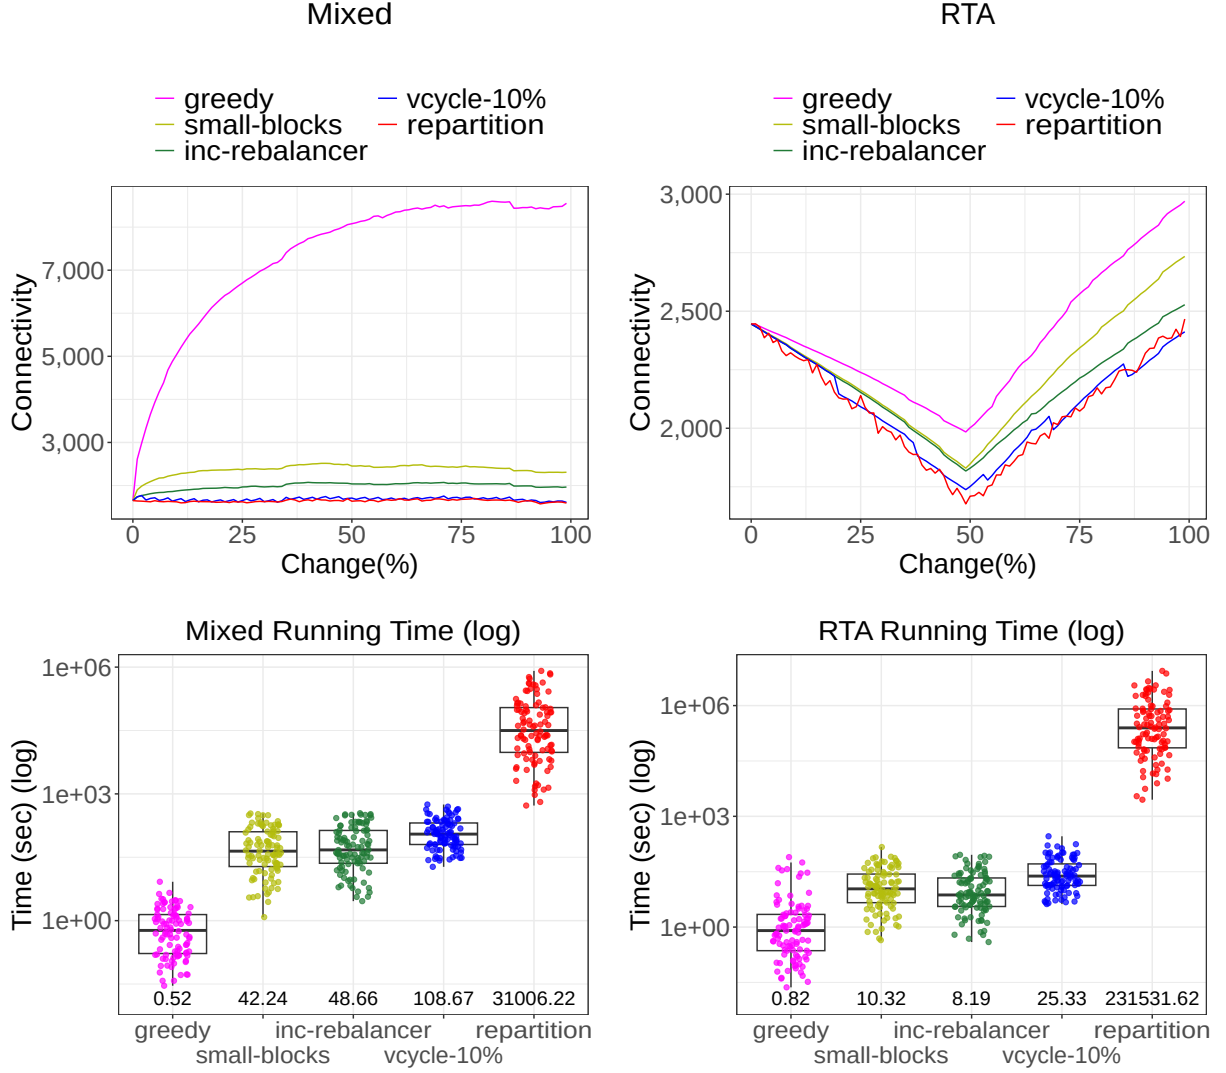 Mixed
RTA
greedy
vcycle-10%
small-blocks
repartition
inc-rebalancer
greedy
vcycle-10%
small-blocks
repartition
inc-rebalancer
Connectivity
7,000
5,000
3,000
0 25 50 75 100
Change(%)
Connectivity
3,000
2,500
2,000
0 25 50 75 100
Change(%)
Mixed Running Time (log)
Time (sec) (log)
1e+06
1e+03
1e+00
0.52 42.24 48.66 108.67 31006.22
greedy inc-rebalancer repartition
small-blocks vcycle-10%
RTA Running Time (log)
Time (sec) (log)
1e+06
1e+03
1e+00
0.82 10.32 8.19 25.33 231531.62
greedy inc-rebalancer repartition
small-blocks vcycle-10%